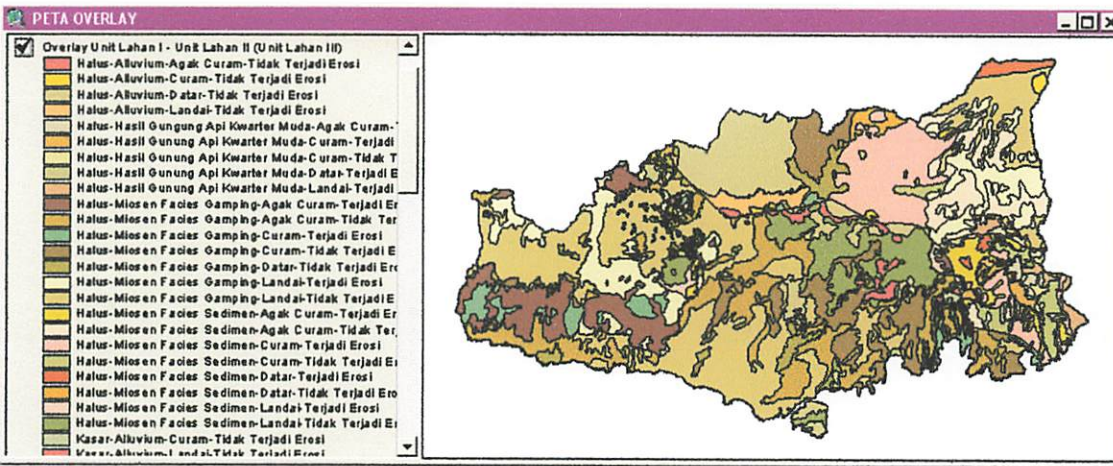 PETA OVERLAY
Overlay Unit Lahan I - Unit Lahan II (Unit Lahan III)
Halus-Alluvium-Agak Curam-Tidak Terjadi Erosi
Halus-Alluvium-Curam-Tidak Terjadi Erosi
Halus-Alluvium-Datar-Tidak Terjadi Erosi
Halus-Alluvium-Landai-Tidak Terjadi Erosi
Halus-Hasil Gungung Api Kwarter Muda-Agak Curam-
Halus-Hasil Gunung Api Kwarter Muda-Curam-Terjadi
Halus-Hasil Gunung Api Kwarter Muda-Curam-Tidak T
Halus-Hasil Gunung Api Kwarter Muda-Datar-Terjadi E
Halus-Hasil Gunung Api Kwarter Muda-Landai-Terjadi
Halus-Miosen Facies Gamping-Agak Curam-Terjadi Er
Halus-Miosen Facies Gamping-Agak Curam-Tidak Ter
Halus-Miosen Facies Gamping-Curam-Terjadi Erosi
Halus-Miosen Facies Gamping-Curam-Tidak Terjadi E
Halus-Miosen Facies Gamping-Datar-Tidak Terjadi Ero
Halus-Miosen Facies Gamping-Landai-Terjadi Erosi
Halus-Miosen Facies Gamping-Landai-Tidak Terjadi E
Halus-Miosen Facies Sedimen-Agak Curam-Terjadi Er
Halus-Miosen Facies Sedimen-Agak Curam-Tidak Ter
Halus-Miosen Facies Sedimen-Curam-Terjadi Erosi
Halus-Miosen Facies Sedimen-Curam-Tidak Terjadi E
Halus-Miosen Facies Sedimen-Datar-Terjadi Erosi
Halus-Miosen Facies Sedimen-Datar-Tidak Terjadi Ero
Halus-Miosen Facies Sedimen-Landai-Terjadi Erosi
Halus-Miosen Facies Sedimen-Landai-Tidak Terjadi E
Kasar-Alluvium-Curam-Tidak Terjadi Erosi
Kasar-Alluvium-Landai-Tidak Terjadi Erosi